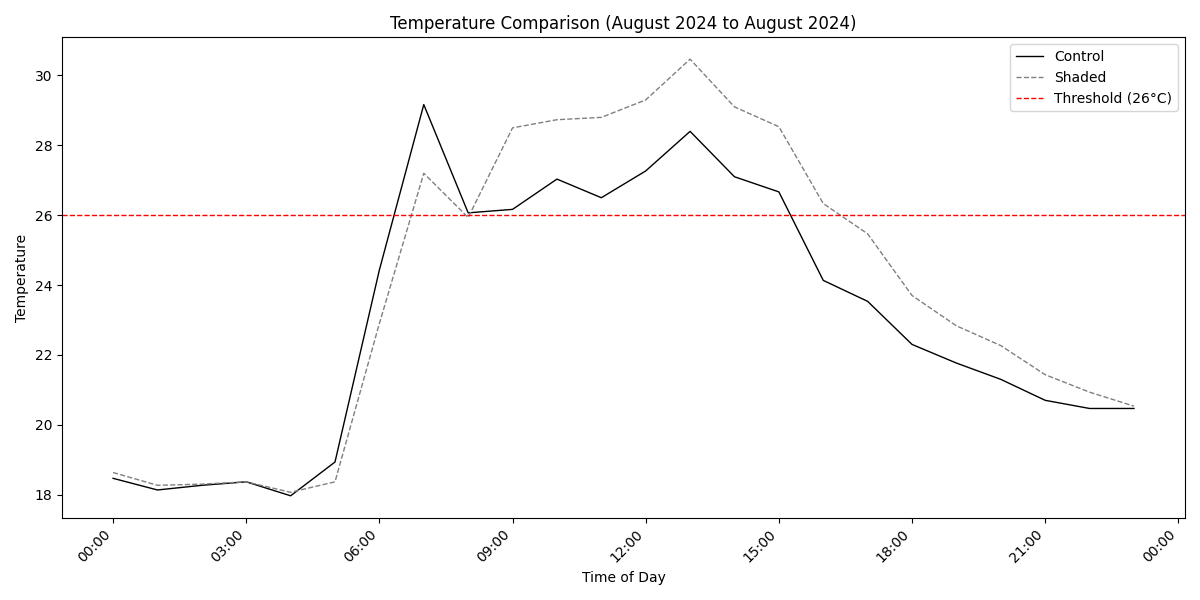 Temperature Comparison (August 2024 to August 2024)
Control
Shaded
Threshold (26°C)
Temperature
30
28
26
24
22
20
18
00:00
03:00
06:00
09:00
12:00
15:00
18:00
21:00
00:00
Time of Day